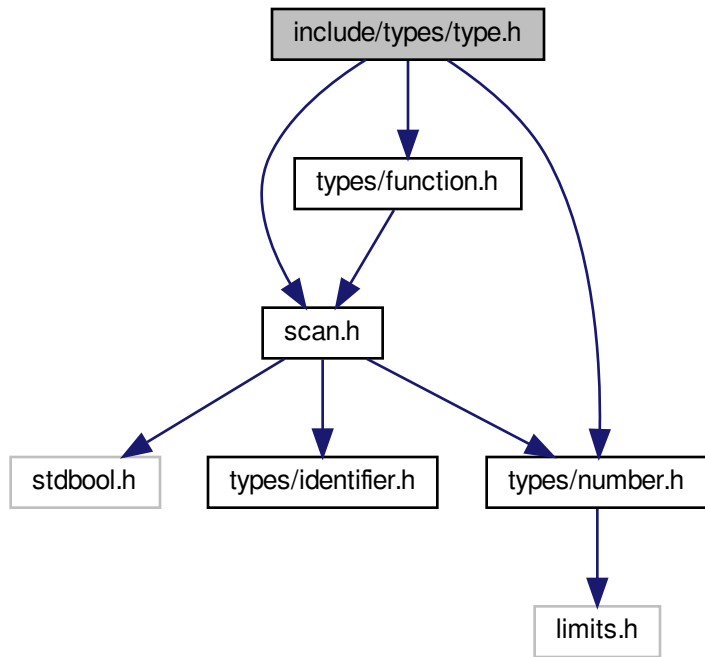 include/types/type.h
types/function.h
scan.h
stdbool.h
types/identifier.h
types/number.h
limits.h